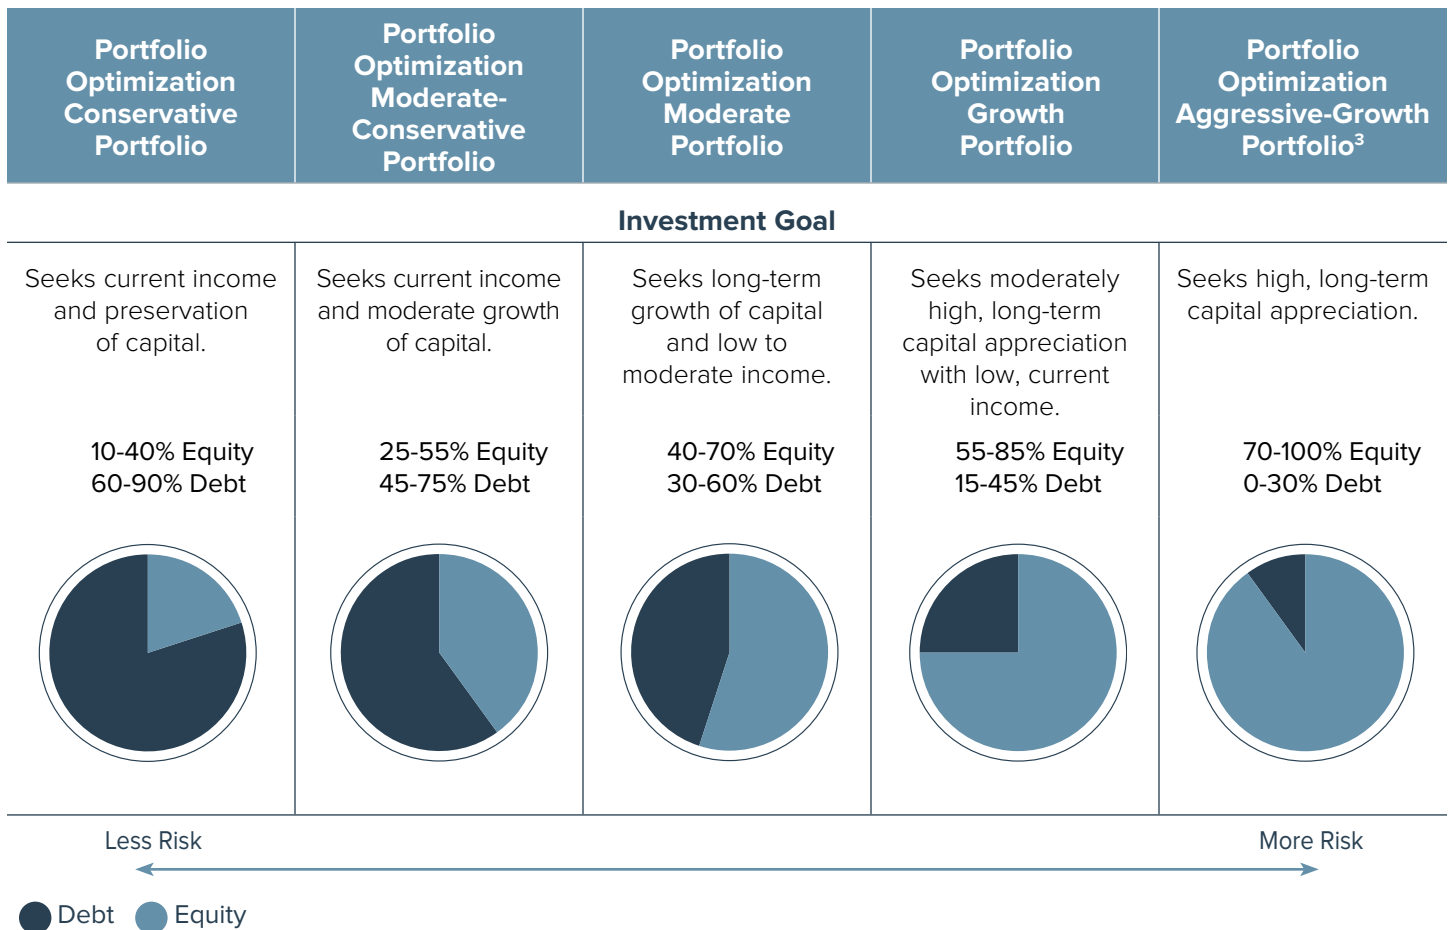 Portfolio
Optimization
Conservative
Portfolio
Portfolio
Optimization
Moderate-
Conservative
Portfolio
Portfolio
Optimization
Moderate
Portfolio
Portfolio
Optimization
Growth
Portfolio
Portfolio
Optimization
Aggressive-Growth
Portfolio³
Investment Goal
Seeks current income
and preservation
of capital.
Seeks current income
and moderate growth
of capital.
Seeks long-term
growth of capital
and low to
moderate income.
Seeks moderately
high, long-term
capital appreciation
with low, current
income.
Seeks high, long-term
capital appreciation.
10-40% Equity
60-90% Debt
25-55% Equity
45-75% Debt
40-70% Equity
30-60% Debt
55-85% Equity
15-45% Debt
70-100% Equity
0-30% Debt
Less Risk
More Risk
Debt
Equity